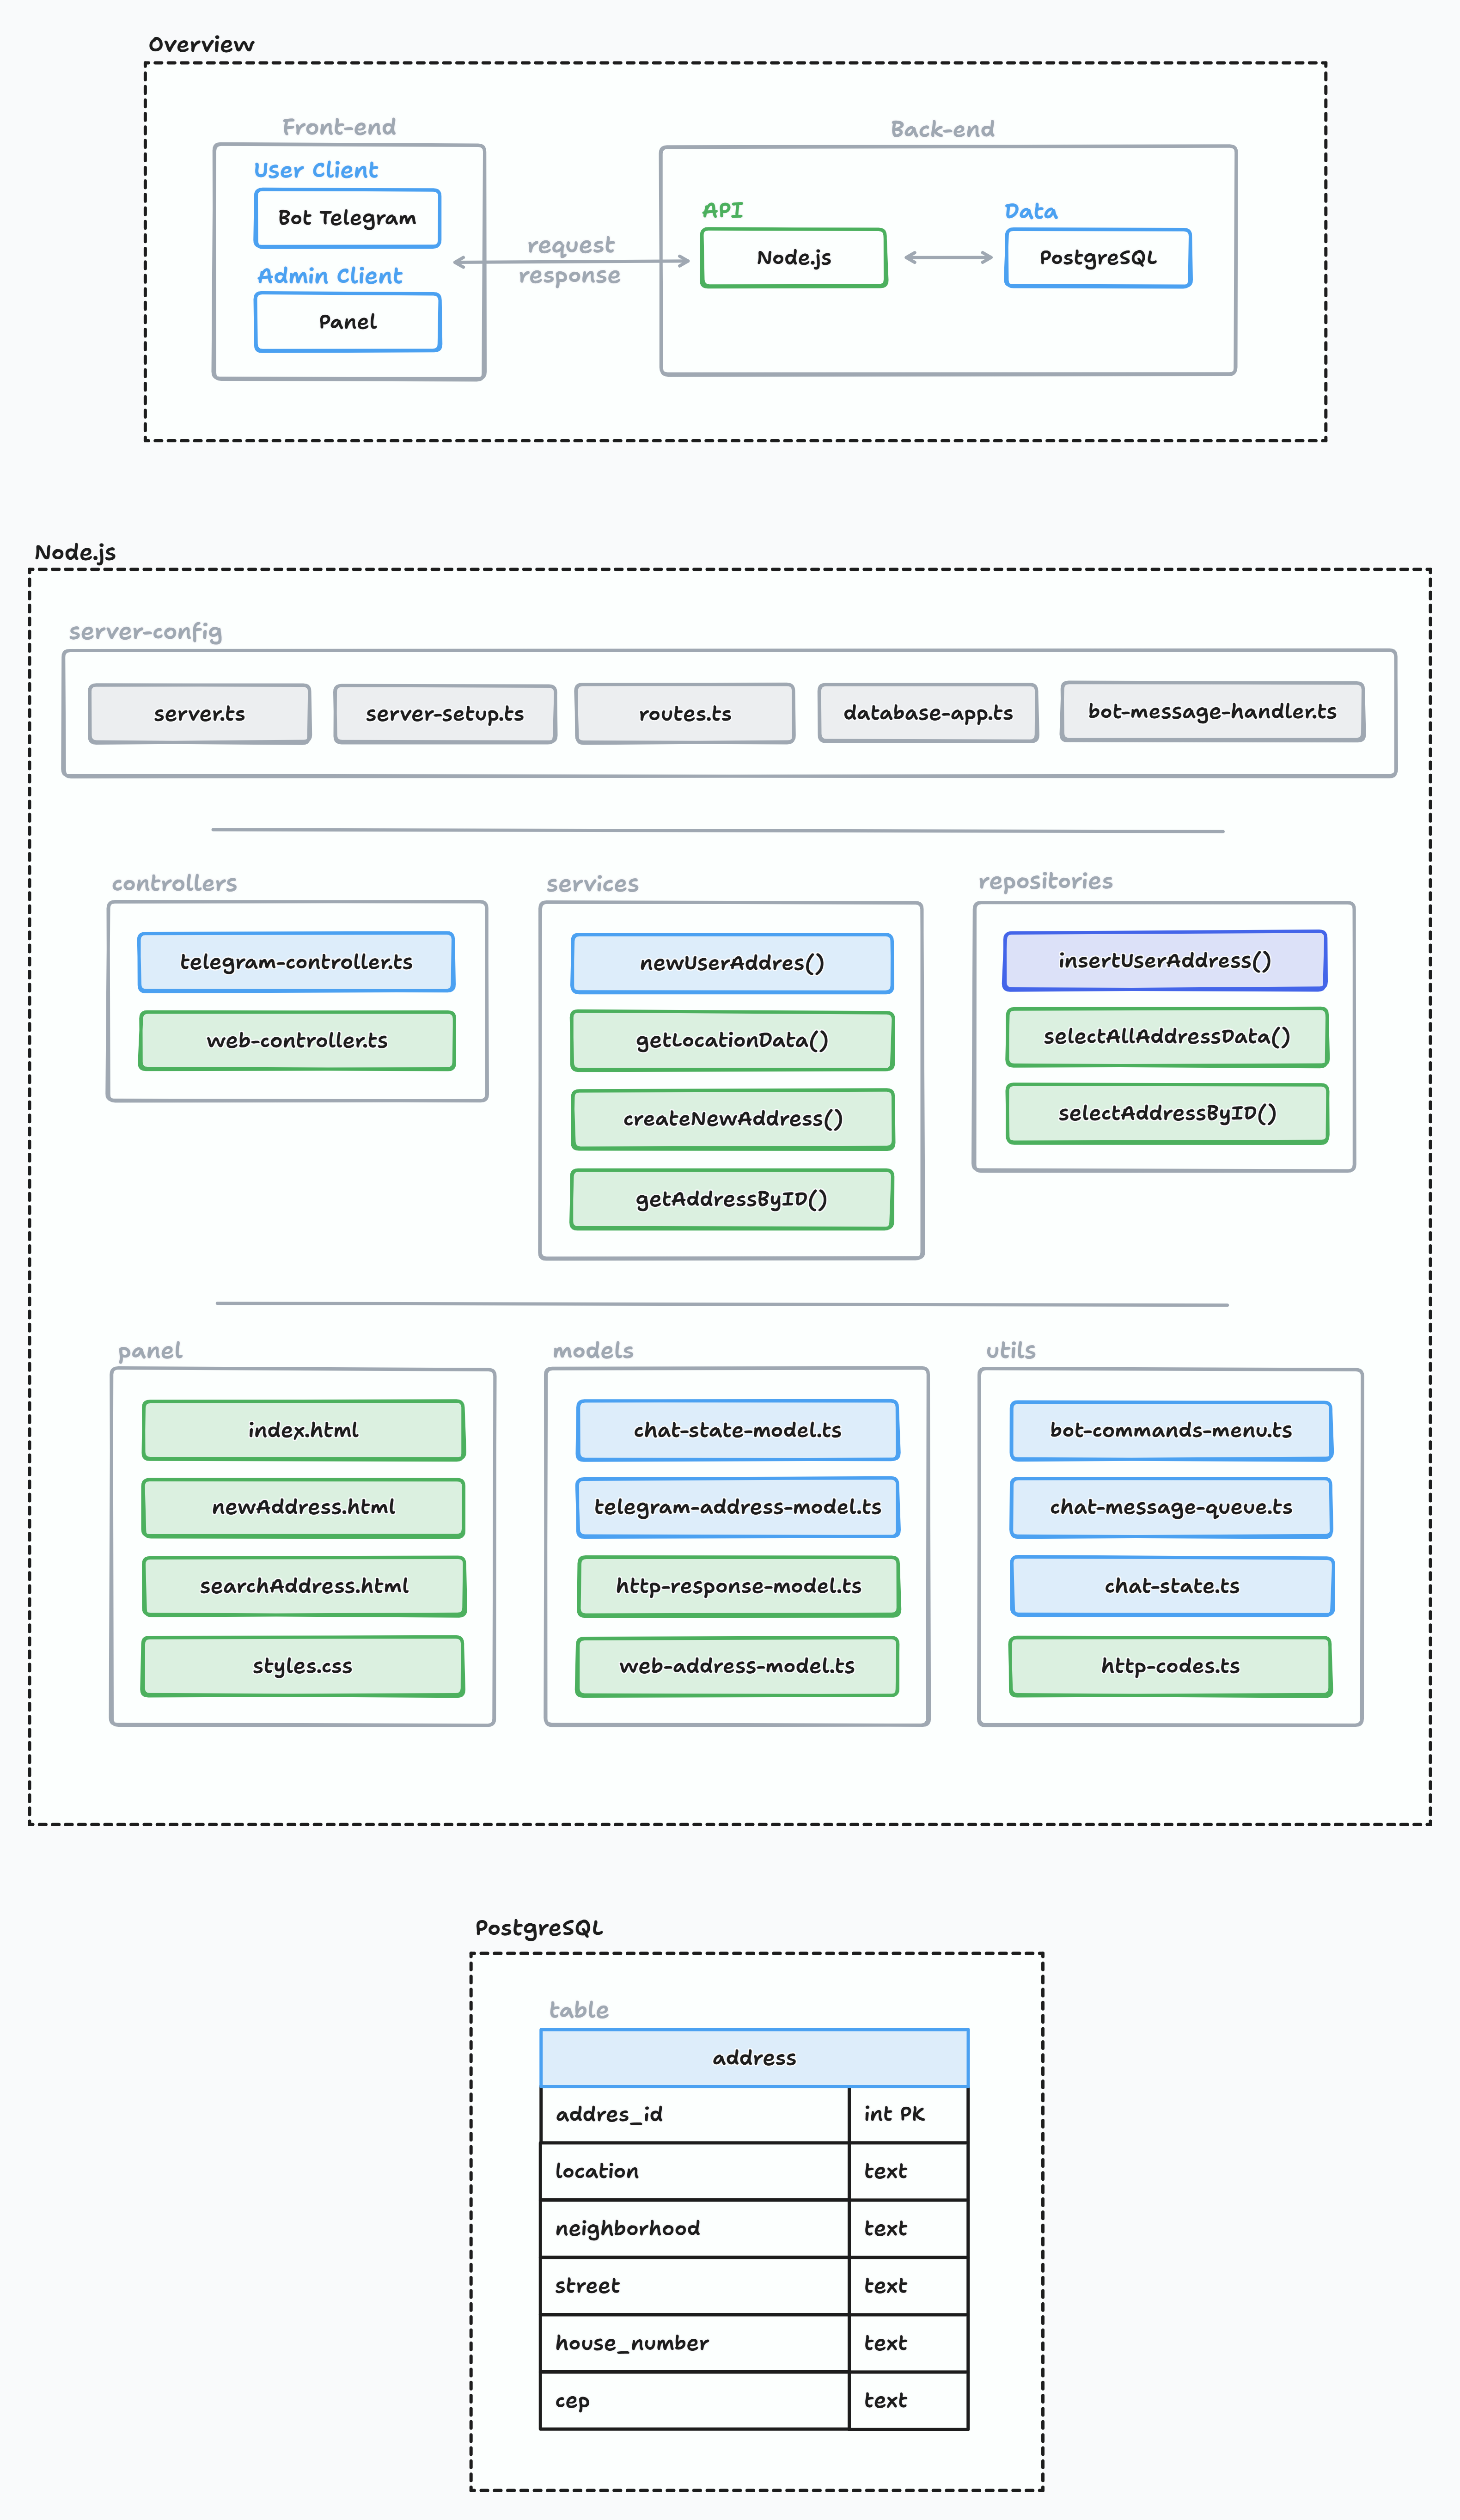 Overview
Front-end
User Client
Bot Telegram
Admin Client
Panel
request
response
Back-end
API
Node.js
Data
PostgreSQL
Node.js
server-config
server.ts
server-setup.ts
routes.ts
database-app.ts
bot-message-handler.ts
controllers
telegram-controller.ts
web-controller.ts
services
newUserAddres()
getLocationData()
createNewAddress()
getAddressByID()
repositories
insertUserAddress()
selectAllAddressData()
selectAddressByID()
panel
index.html
newAddress.html
searchAddress.html
styles.css
models
chat-state-model.ts
telegram-address-model.ts
http-response-model.ts
web-address-model.ts
utils
bot-commands-menu.ts
chat-message-queue.ts
chat-state.ts
http-codes.ts
PostgreSQL
table
address
addres_id int PK
location text
neighborhood text
street text
house_number text
cep text